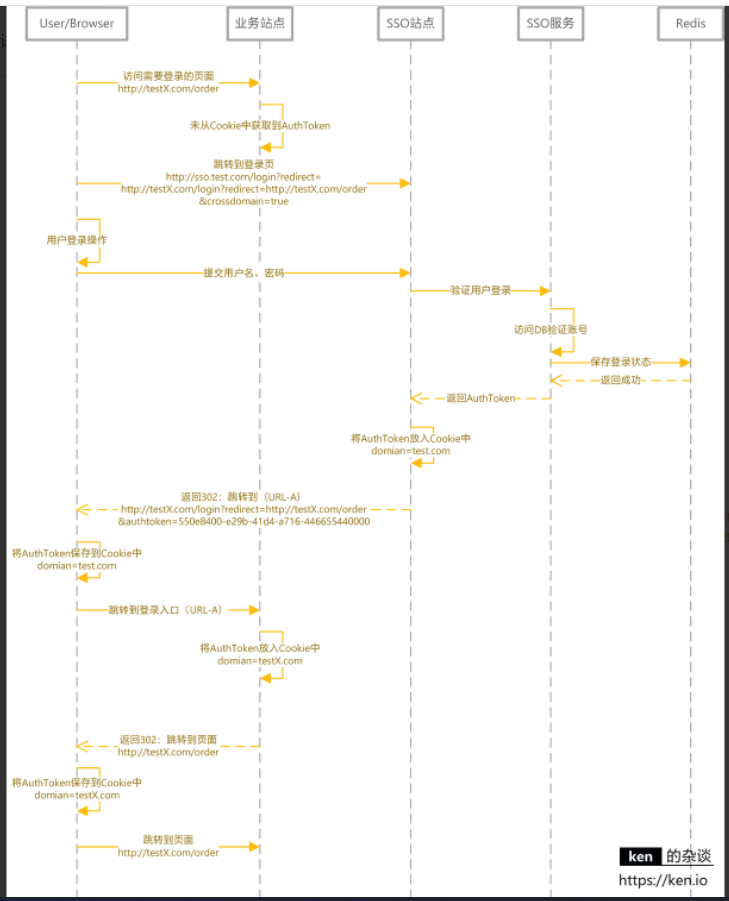 User/Browser
业务站点
SSO站点
SSO服务
Redis
访问需要登录的页面
http://testX.com/order
未从Cookie中获取到AuthToken
跳转到登录页
http://sso.test.com/login?redirect=
http://testX.com/login?redirect=http://testX.com/order
&crossdomain=true
用户登录操作
提交用户名、密码
验证用户登录
访问DB验证账号
保存登录状态
返回成功
返回AuthToken
将AuthToken放入Cookie中
domian=test.com
返回302：跳转到（URL-A）
http://testX.com/login?redirect=http://testX.com/order
&authtoken=550e8400-e29b-41d4-a716-446655440000
将AuthToken保存到Cookie中
domian=test.com
跳转到登录入口（URL-A）
将AuthToken放入Cookie中
domian=testX.com
返回302：跳转到页面
http://testX.com/order
将AuthToken保存到Cookie中
domian=testX.com
跳转到页面
http://testX.com/order
ken 的杂谈
https://ken.io